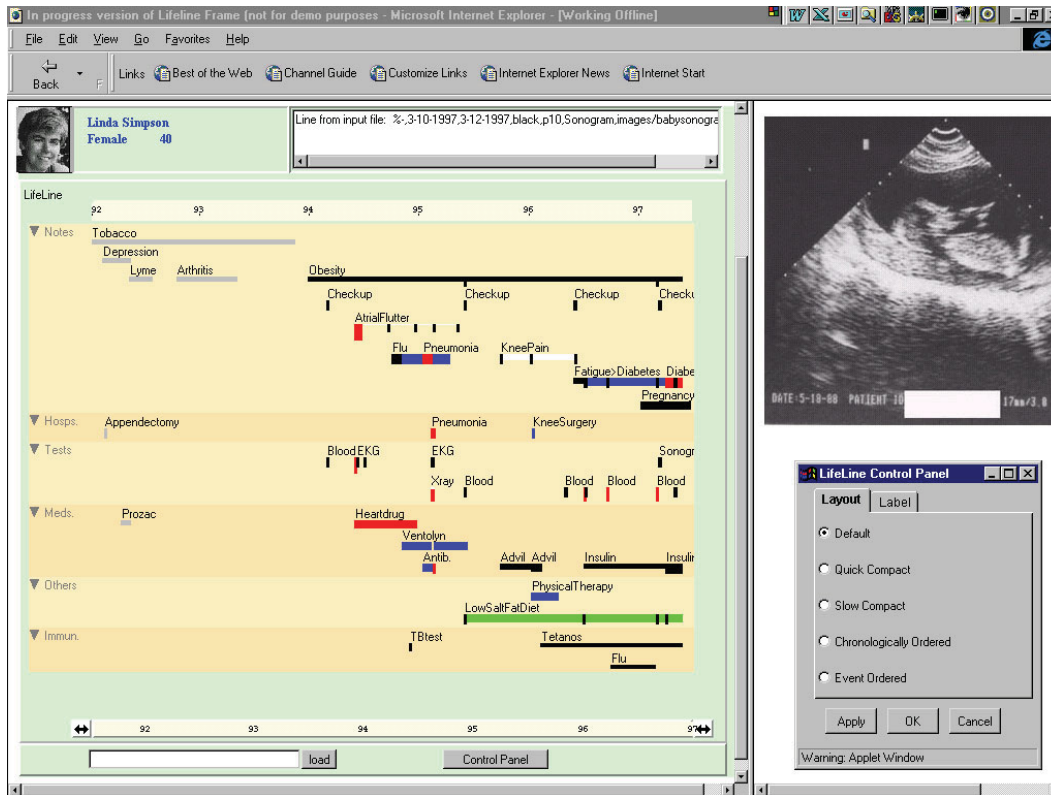 In progress version of Lifeline Frame (not for demo purposes - Microsoft Internet Explorer - [Working Offline]
File Edit View Go Favorites Help
Back F Links Best of the Web Channel Guide Customize Links Internet Explorer News Internet Start
Linda Simpson
Female 40
Line from input file: %-,3-10-1997,3-12-1997,black,p10,Sonogram,images/babysonogra
LifeLine
92 93 94 95 96 97
Notes Tobacco
Depression
Lyme Arthritis Obesity
Checkup Checkup Checkup Checku
AtrialFlutter
Flu Pneumonia KneePain
Fatigue>Diabetes Diabe
Pregnancy
Hosps. Appendectomy Pneumonia KneeSurgery
Tests Blood EKG EKG Sonogr
Xray Blood Blood Blood Blood
Meds. Prozac Heartdrug
Ventolyn
Antib. Advil Advil Insulin Insulin
Others PhysicalTherapy
LowSaltFatDiet
Immun. TBtest Tetanos
Flu
92 93 94 95 96 97
load Control Panel
DATE:5-18-88 PATIENT ID 17mm/3.0
LifeLine Control Panel
Layout Label
Default
Quick Compact
Slow Compact
Chronologically Ordered
Event Ordered
Apply OK Cancel
Warning: Applet Window